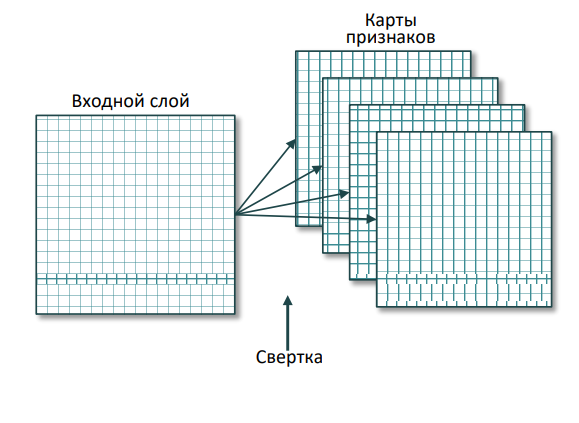 Карты
признаков
Входной слой
Свертка